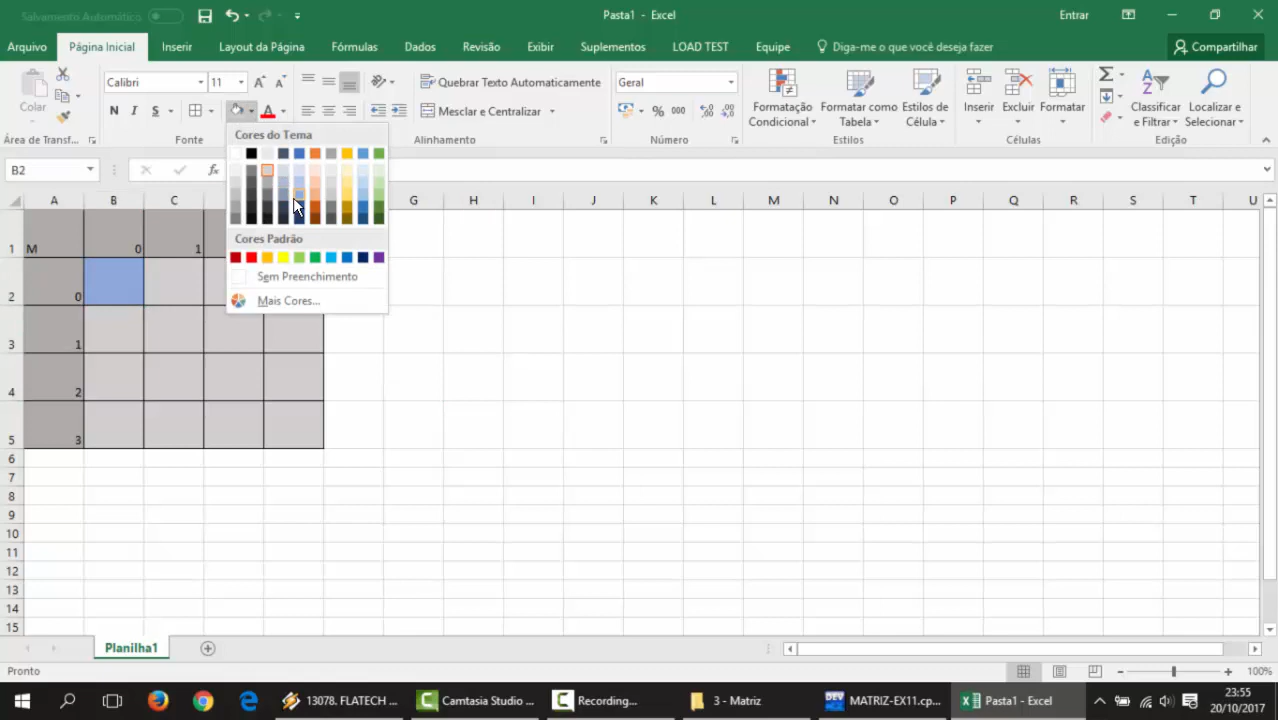 Salvamento Automático
Pasta1 - Excel
Entrar
Arquivo
Página Inicial
Inserir
Layout da Página
Fórmulas
Dados
Revisão
Exibir
Suplementos
LOAD TEST
Equipe
Diga-me o que você deseja fazer
Compartilhar
Colar
Calibri
11
N I S
Quebrar Texto Automaticamente
Mesclar e Centralizar
Geral
% 000
Formatação Condicional
Formatar como Tabela
Estilos de Célula
Inserir
Excluir
Formatar
Classificar e Filtrar
Localizar e Selecionar
Área de Transf...
Fonte
Alinhamento
Número
Estilos
Células
Edição
Cores do Tema
Cores Padrão
Sem Preenchimento
Mais Cores...
B2
fx
A B C G H I J K L M N O P Q R S T U
1 M 0 1
2 0
3 1
4 2
5 3
6
7
8
9
10
11
12
13
14
15
Planilha1
Pronto
100%
13078. FLATECH ...
Camtasia Studio ...
Recording...
3 - Matriz
MATRIZ-EX11.cp...
Pasta1 - Excel
23:55
20/10/2017